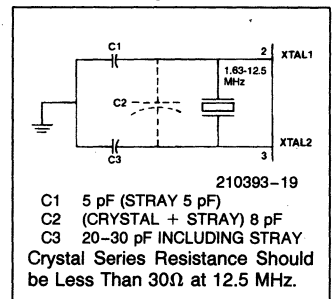 C1
2 XTAL1
1.63-12.5
MHz
C2
C3
3 XTAL2
210393-19
C1 5 pF (STRAY 5 pF)
C2 (CRYSTAL + STRAY) 8 pF
C3 20–30 pF INCLUDING STRAY
Crystal Series Resistance Should
be Less Than 30Ω at 12.5 MHz.